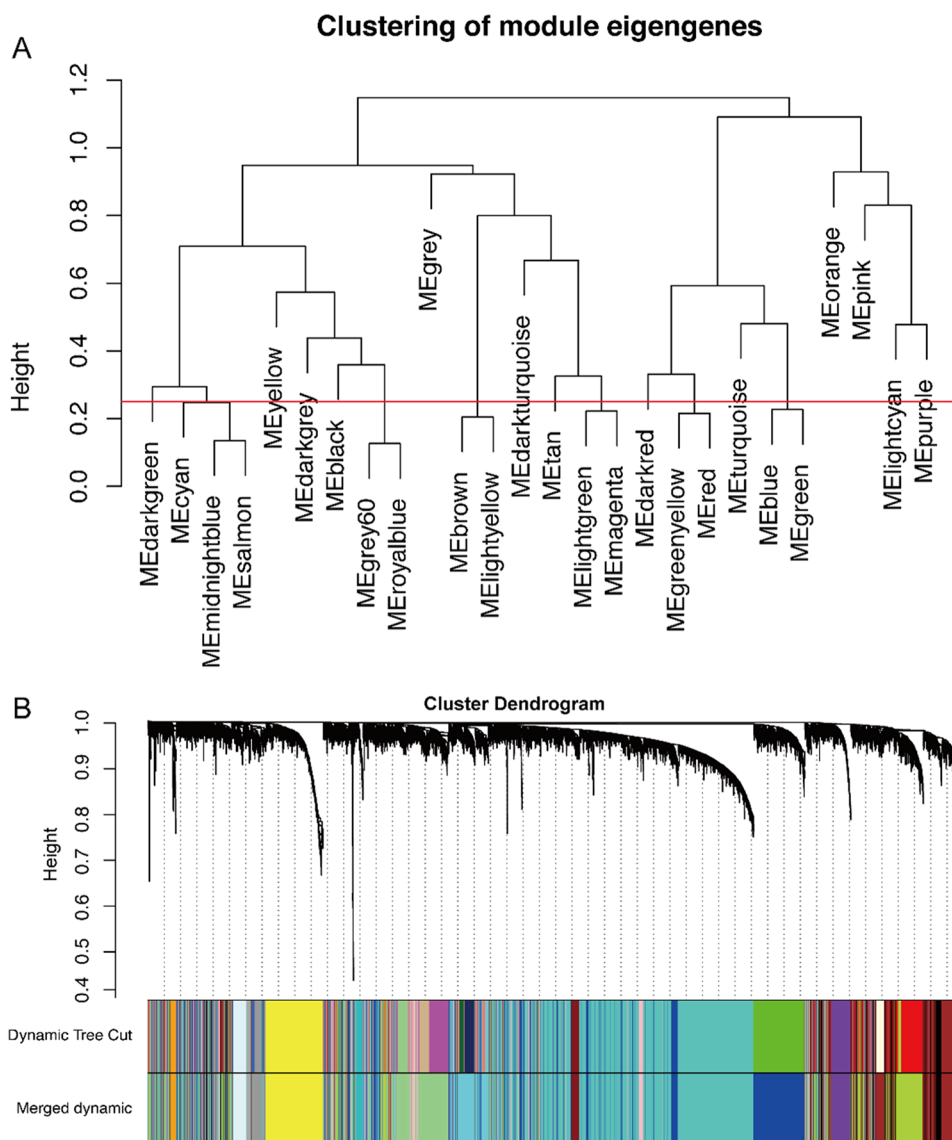 A
Clustering of module eigengenes
Height
0.0
0.2
0.4
0.6
0.8
1.0
1.2
MEdarkgreen
MEcyan
MEmidnightblue
MEsalmon
MEyellow
MEdarkgrey
MEblack
MEgrey60
MEroyalblue
MEgrey
MEbrown
MElightyellow
MEdarkturquoise
MEtan
MElightgreen
MEmagenta
MEdarkred
MEgreenyellow
MEred
MEturquoise
MEblue
MEgreen
MEorange
MEpink
MElightcyan
MEpurple
B
Cluster Dendrogram
Height
0.4
0.5
0.6
0.7
0.8
0.9
1.0
Dynamic Tree Cut
Merged dynamic